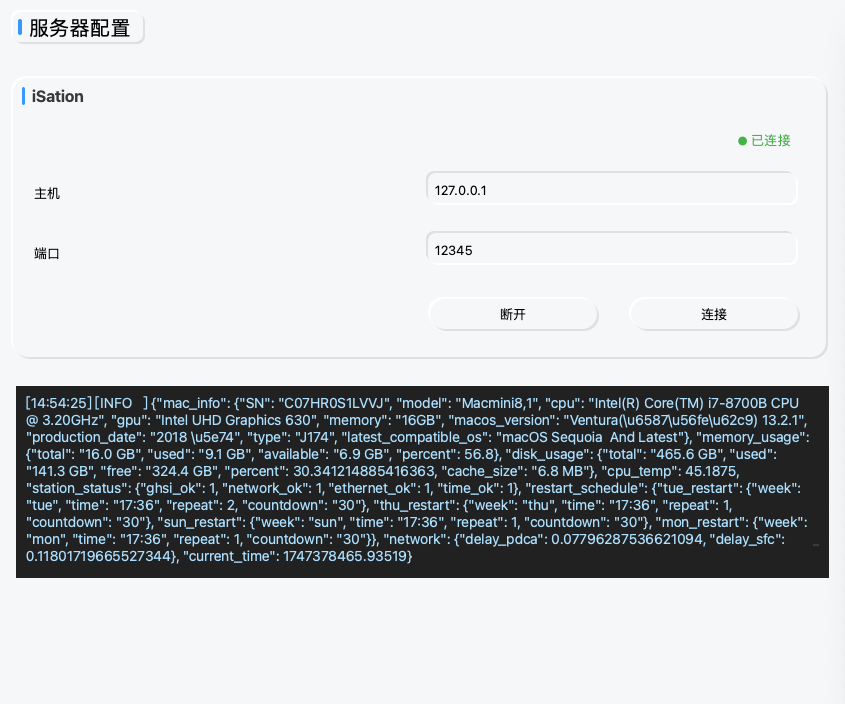 服务器配置
iSation
已连接
主机
127.0.0.1
端口
12345
断开
连接
[14:54:25][INFO   ]{"mac_info": {"SN": "C07HR0S1LVVJ", "model": "Macmini8,1", "cpu": "Intel(R) Core(TM) i7-8700B CPU
@ 3.20GHz", "gpu": "Intel UHD Graphics 630", "memory": "16GB", "macos_version": "Ventura(\u6587\u56fe\u62c9) 13.2.1",
"production_date": "2018 \u5e74", "type": "J174", "latest_compatible_os": "macOS Sequoia  And Latest"}, "memory_usage":
{"total": "16.0 GB", "used": "9.1 GB", "available": "6.9 GB", "percent": 56.8}, "disk_usage": {"total": "465.6 GB", "used":
"141.3 GB", "free": "324.4 GB", "percent": 30.341214885416363, "cache_size": "6.8 MB"}, "cpu_temp": 45.1875,
"station_status": {"ghsi_ok": 1, "network_ok": 1, "ethernet_ok": 1, "time_ok": 1}, "restart_schedule": {"tue_restart": {"week":
"tue", "time": "17:36", "repeat": 2, "countdown": "30"}, "thu_restart": {"week": "thu", "time": "17:36", "repeat": 1,
"countdown": "30"}, "sun_restart": {"week": "sun", "time": "17:36", "repeat": 1, "countdown": "30"}, "mon_restart": {"week":
"mon", "time": "17:36", "repeat": 1, "countdown": "30"}}, "network": {"delay_pdca": 0.07796287536621094, "delay_sfc":
0.11801719665527344}, "current_time": 1747378465.93519}